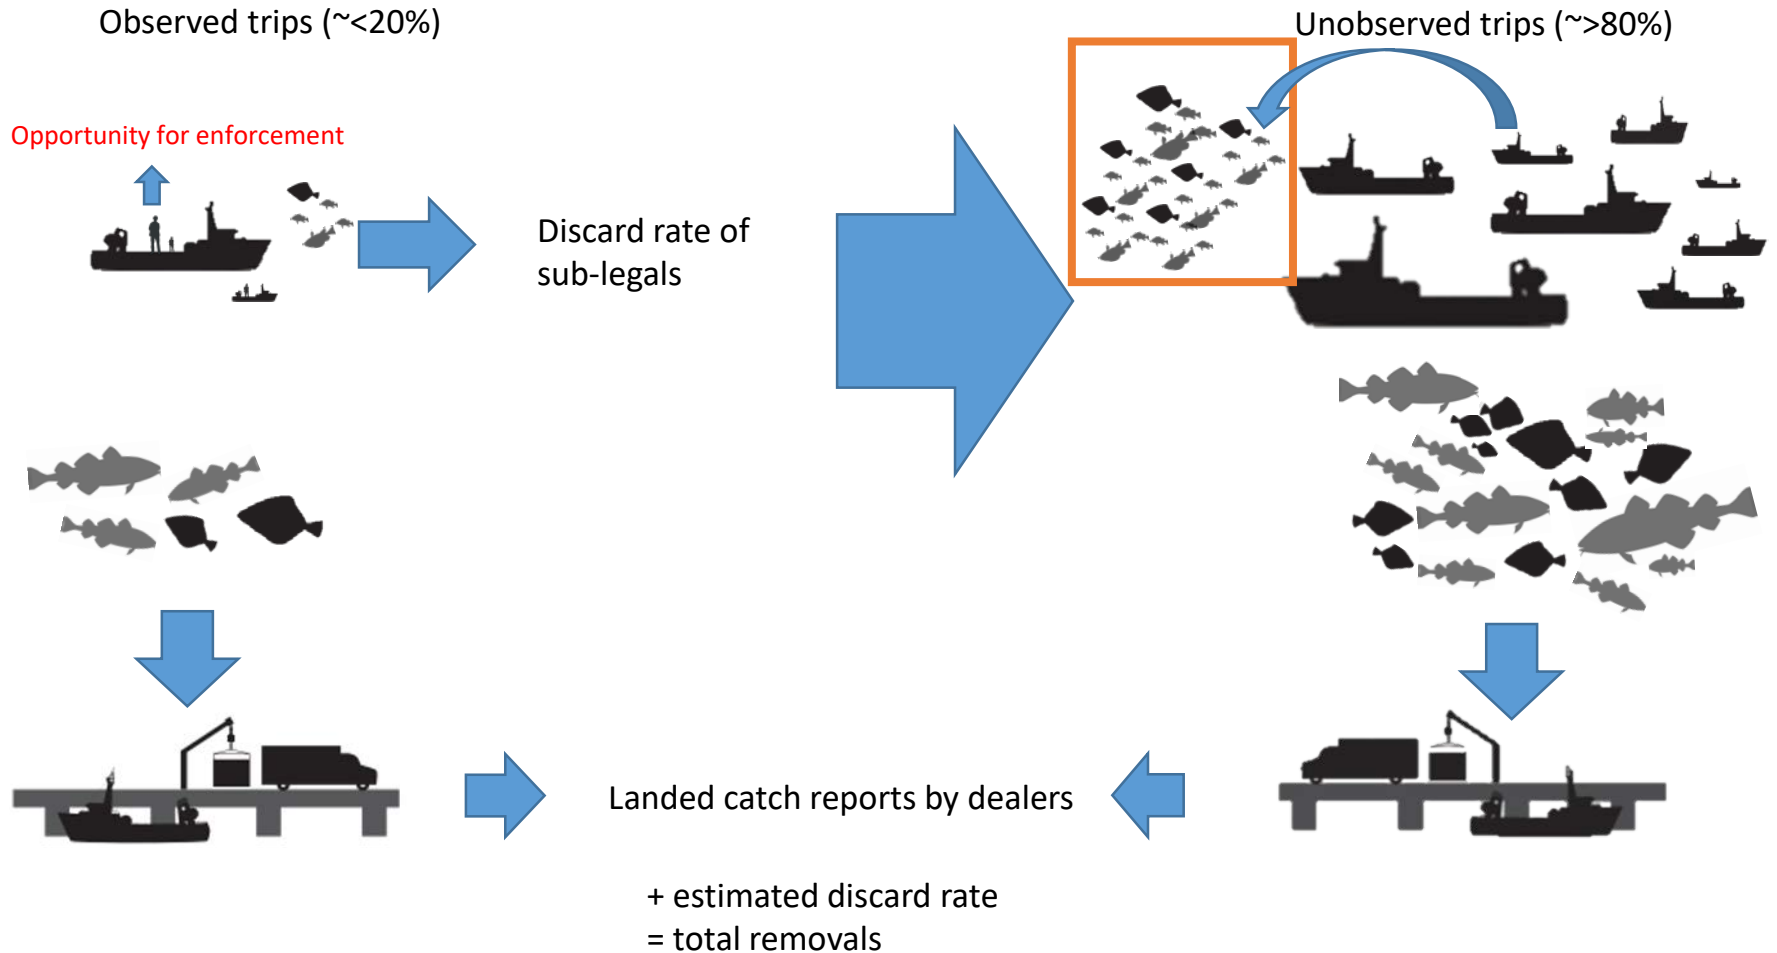 Observed trips (~<20%)
Unobserved trips (~>80%)
Opportunity for enforcement
Discard rate of
sub-legals
Landed catch reports by dealers
+ estimated discard rate
= total removals